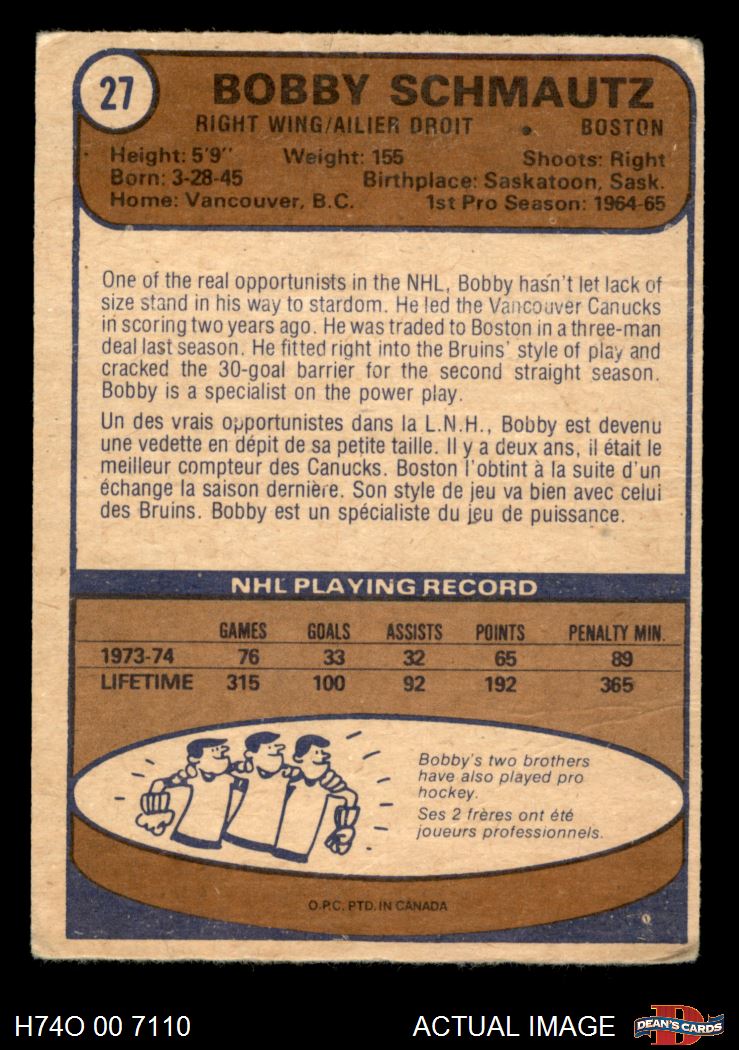 27
BOBBY SCHMAUTZ
RIGHT WING/AILIER DROIT • BOSTON
Height: 5'9" Weight: 155 Shoots: Right
Born: 3-28-45 Birthplace: Saskatoon, Sask.
Home: Vancouver, B.C. 1st Pro Season: 1964-65
One of the real opportunists in the NHL, Bobby hasn't let lack of
size stand in his way to stardom. He led the Vancouver Canucks
in scoring two years ago. He was traded to Boston in a three-man
deal last season. He fitted right into the Bruins' style of play and
cracked the 30-goal barrier for the second straight season.
Bobby is a specialist on the power play.
Un des vrais opportunistes dans la L.N.H., Bobby est devenu
une vedette en dépit de sa petite taille. Il y a deux ans, il était le
meilleur compteur des Canucks. Boston l'obtint à la suite d'un
échange la saison dernière. Son style de jeu va bien avec celui
des Bruins. Bobby est un spécialiste du jeu de puissance.
NHL PLAYING RECORD
GAMES GOALS ASSISTS POINTS PENALTY MIN.
1973-74 76 33 32 65 89
LIFETIME 315 100 92 192 365
Bobby's two brothers
have also played pro
hockey.
Ses 2 frères ont été
joueurs professionnels.
O.P.C. PTD. IN CANADA
H74O 00 7110 ACTUAL IMAGE
D
DEAN'S CARDS